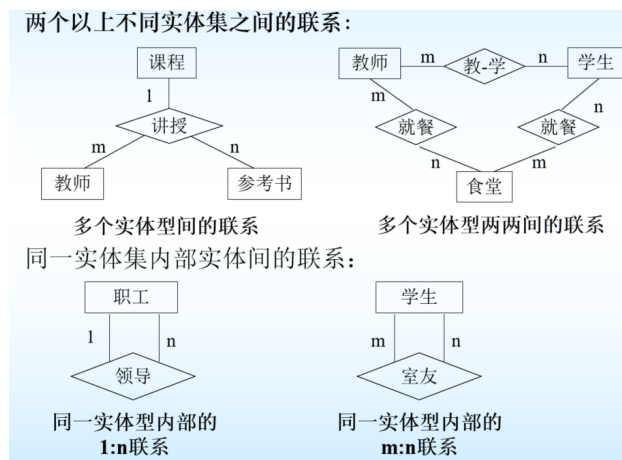 两个以上不同实体集之间的联系：
课程
1
讲授
m
n
教师
参考书
多个实体型间的联系
教师
m
教-学
n
学生
m
n
就餐
就餐
n
m
食堂
多个实体型两两间的联系
同一实体集内部实体间的联系：
职工
1
n
领导
同一实体型内部的
1:n联系
学生
m
n
室友
同一实体型内部的
m:n联系